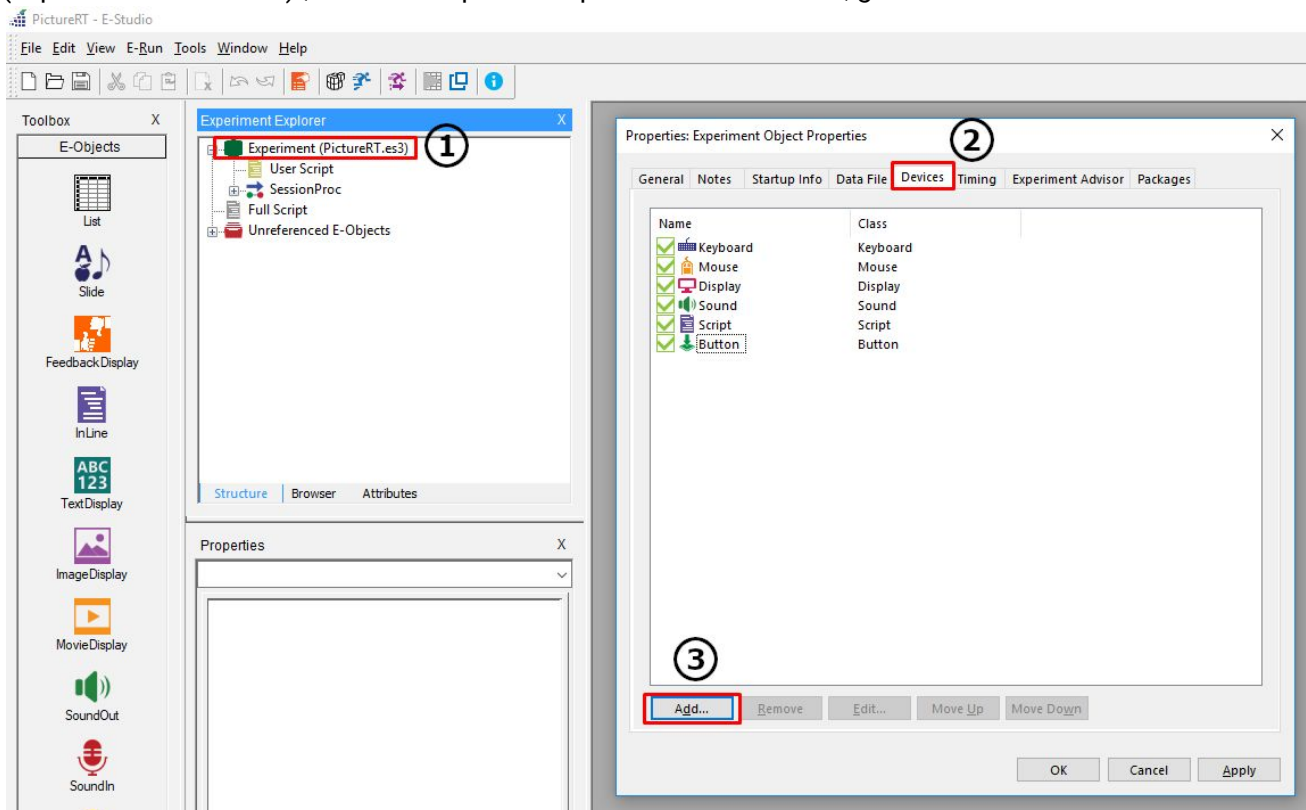 PictureRT - E-Studio
File Edit View E-Run Tools Window Help
Toolbox X
E-Objects
List
Slide
FeedbackDisplay
InLine
ABC
123
TextDisplay
ImageDisplay
MovieDisplay
SoundOut
SoundIn
Experiment Explorer X
1
Experiment (PictureRT.es3)
User Script
SessionProc
Full Script
Unreferenced E-Objects
Structure Browser Attributes
Properties X
Properties: Experiment Object Properties
2
General Notes Startup Info Data File Devices Timing Experiment Advisor Packages
Name Class
Keyboard Keyboard
Mouse Mouse
Display Display
Sound Sound
Script Script
Button Button
3
Add... Remove Edit... Move Up Move Down
OK Cancel Apply